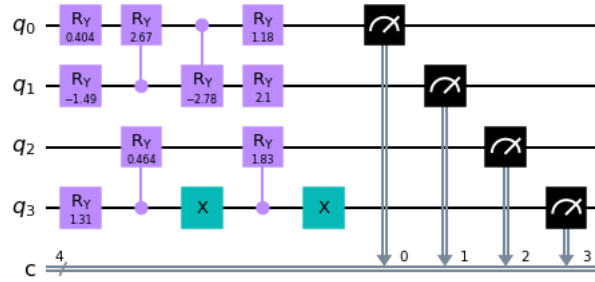 q0 RY 0.404 RY 2.67 RY 1.18
q1 RY −1.49 RY −2.78 RY 2.1
q2 RY 0.464 RY 1.83
q3 RY 1.31 X X
c 4 0 1 2 3